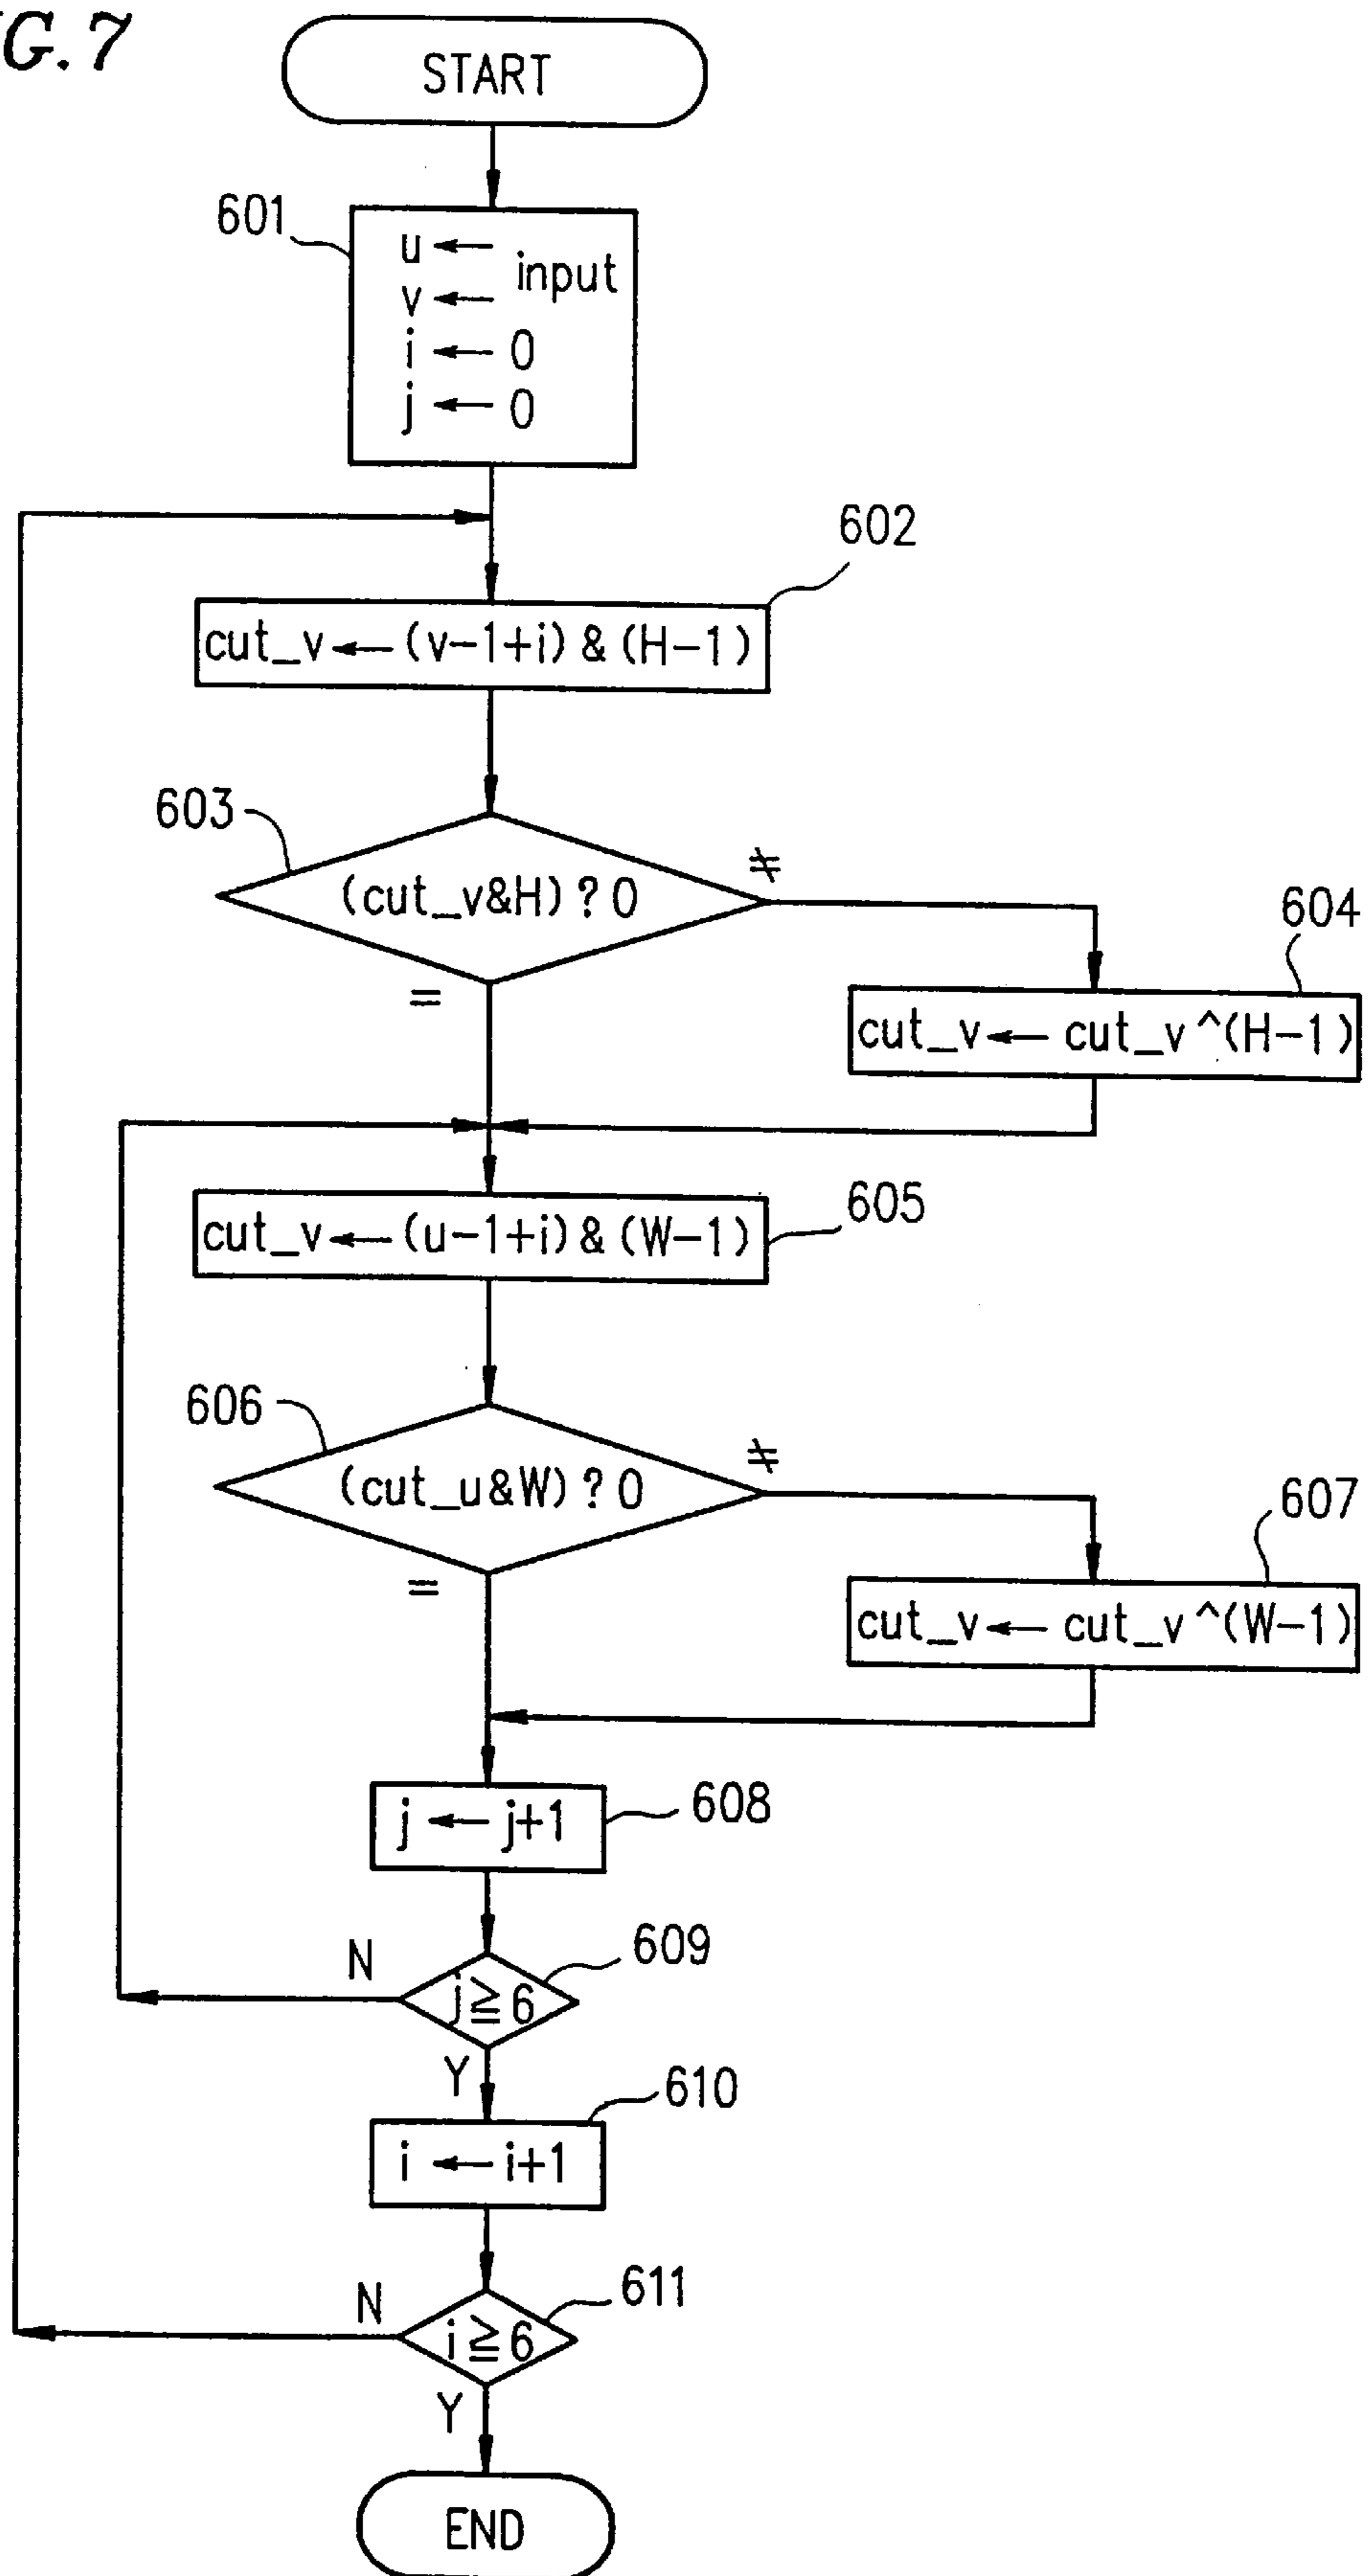 G. 7
START
601
u ←
input
v ←
i ← 0
j ← 0
602
cut_v ← (v-1+i) & (H-1)
603
(cut_v&H) ? 0
≠
=
604
cut_v ← cut_v ^(H-1)
605
cut_v ← (u-1+i) & (W-1)
606
(cut_u&W) ? 0
≠
=
607
cut_v ← cut_v ^(W-1)
608
j ← j+1
609
N
j ≧ 6
Y
610
i ← i+1
611
N
i ≧ 6
Y
END